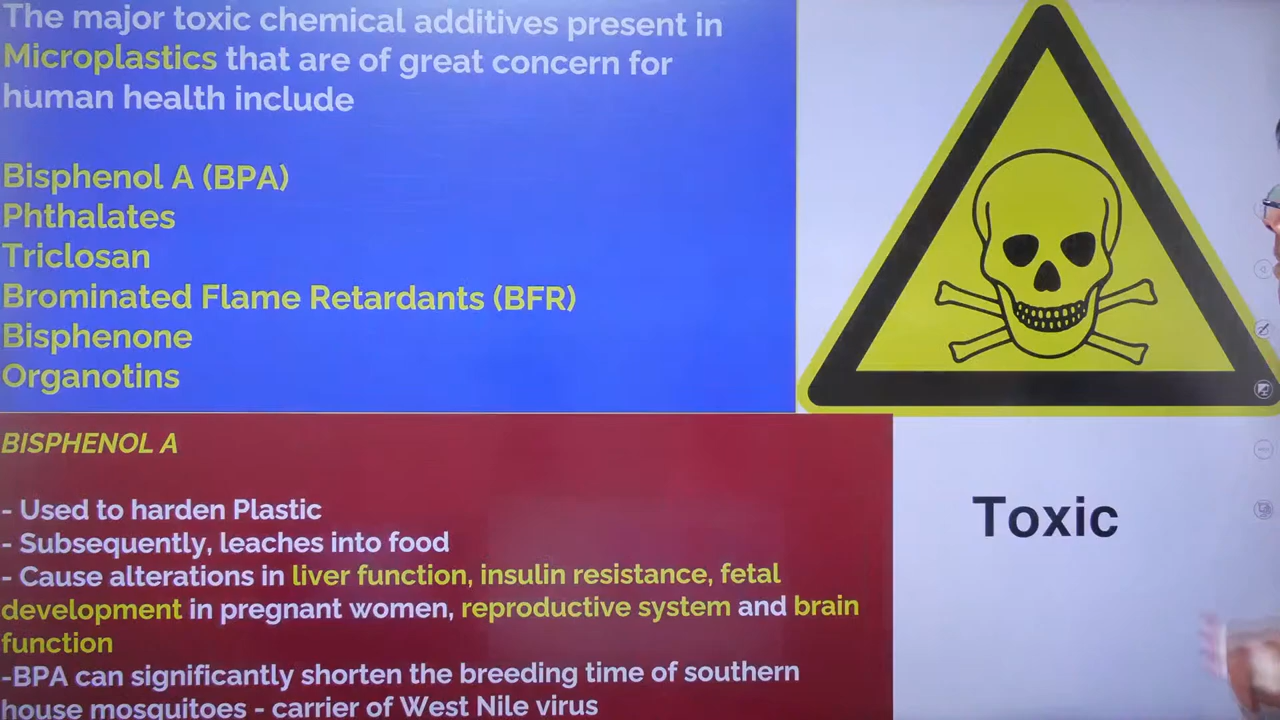 The major toxic chemical additives present in
Microplastics that are of great concern for
human health include
Bisphenol A (BPA)
Phthalates
Triclosan
Brominated Flame Retardants (BFR)
Bisphenone
Organotins
BISPHENOL A
- Used to harden Plastic
- Subsequently, leaches into food
- Cause alterations in liver function, insulin resistance, fetal
development in pregnant women, reproductive system and brain
function
-BPA can significantly shorten the breeding time of southern
house mosquitoes - carrier of West Nile virus
Toxic